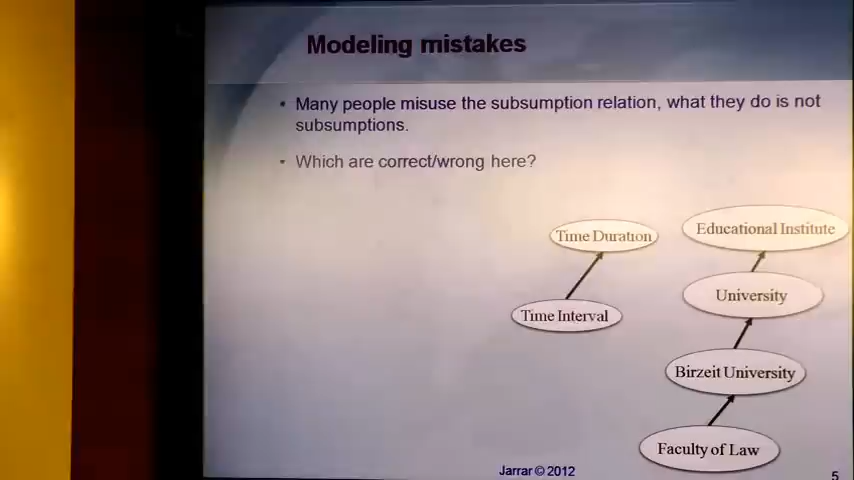 Modeling mistakes
• Many people misuse the subsumption relation, what they do is not
subsumptions.
• Which are correct/wrong here?
Time Duration
Educational Institute
Time Interval
University
Birzeit University
Faculty of Law
Jarrar © 2012
5